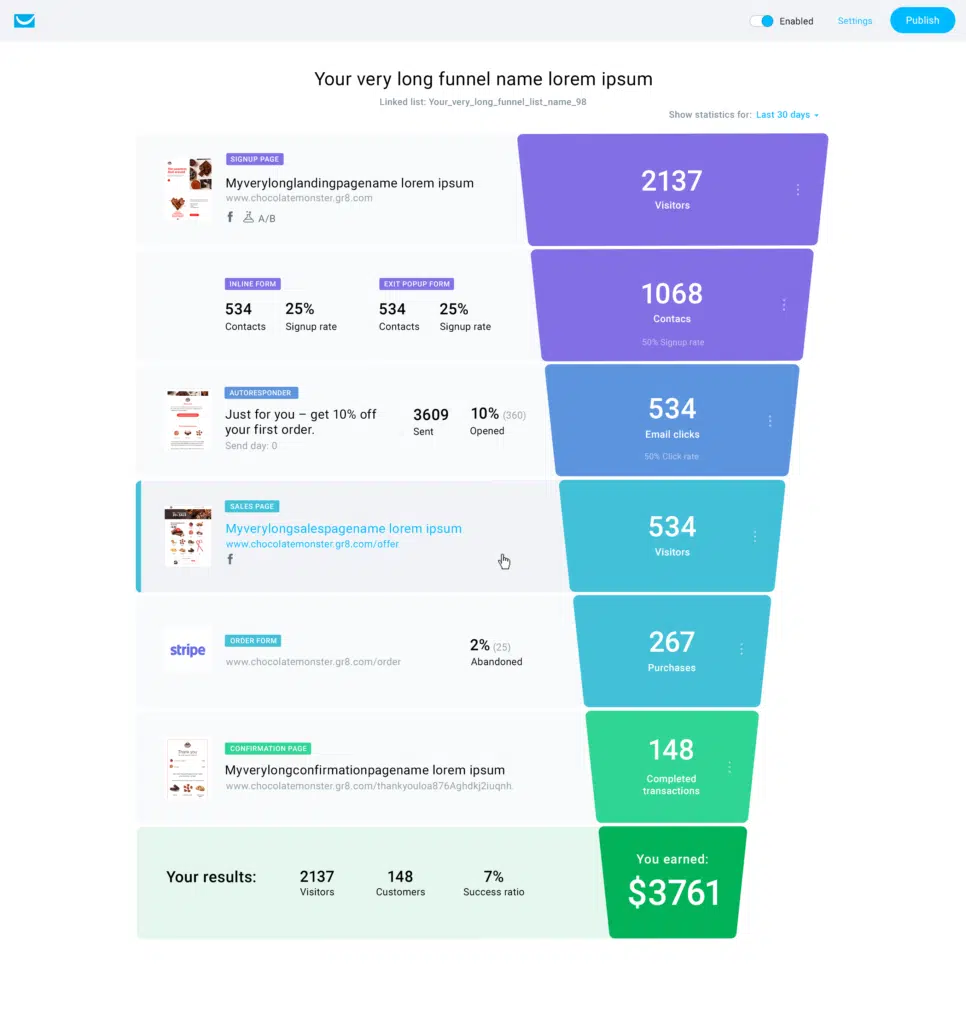 Enabled
Settings
Publish
Your very long funnel name lorem ipsum
Linked list: Your_very_long_funnel_list_name_98
Show statistics for: Last 30 days
SIGNUP PAGE
Myverylonglandingpagename lorem ipsum
www.chocolatemonster.gr8.com
A/B
2137
Visitors
INLINE FORM
534
Contacts
25%
Signup rate
EXIT POPUP FORM
534
Contacts
25%
Signup rate
1068
Contacs
50% Signup rate
AUTORESPONDER
Just for you – get 10% off
your first order.
Send day: 0
3609
Sent
10% (360)
Opened
534
Email clicks
50% Click rate
SALES PAGE
Myverylongsalespagename lorem ipsum
www.chocolatemonster.gr8.com/offer
534
Visitors
stripe
ORDER FORM
www.chocolatemonster.gr8.com/order
2% (25)
Abandoned
267
Purchases
Thank you
CONFIRMATION PAGE
Myverylongconfirmationpagename lorem ipsum
www.chocolatemonster.gr8.com/thankyouloa876Aghdkj2iuqnh.
148
Completed
transactions
Your results:
2137
Visitors
148
Customers
7%
Success ratio
You earned:
$3761